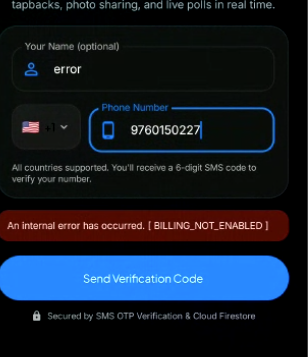 tapbacks, photo sharing, and live polls in real time.
Your Name (optional)
error
🇺🇸 +1
Phone Number
9760150227
All countries supported. You'll receive a 6-digit SMS code to
verify your number.
An internal error has occurred. [ BILLING_NOT_ENABLED ]
Send Verification Code
Secured by SMS OTP Verification & Cloud Firestore